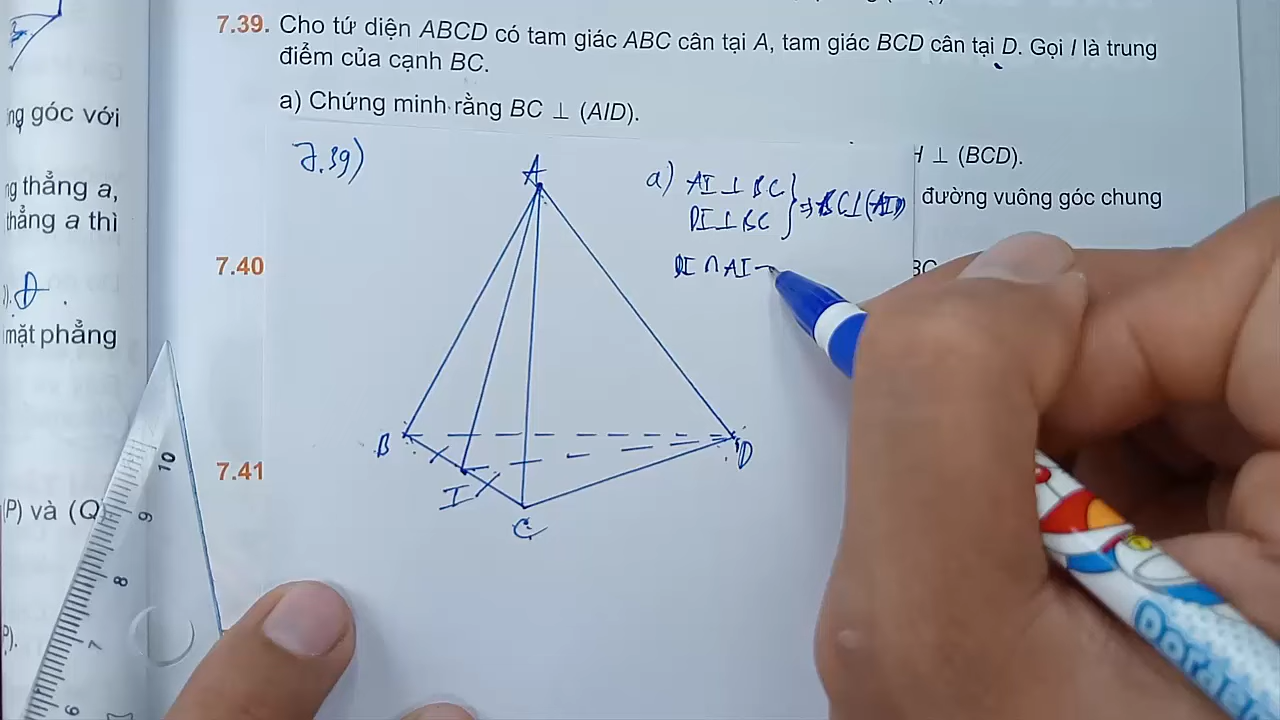 7.39. Cho tứ diện ABCD có tam giác ABC cân tại A, tam giác BCD cân tại D. Gọi I là trung
điểm của cạnh BC.
a) Chứng minh rằng BC ⊥ (AID).
⊥ (BCD).
đường vuông góc chung
7.40
BC
7.41
góc với
thẳng a,
thẳng a thì
mặt phẳng
(P) và (Q)
7.39)
A
B
I
C
D
a) AI ⊥ BC
DI ⊥ BC } ⇒ BC ⊥ (AID)
DI ∩ AI
10
9
8
7
6